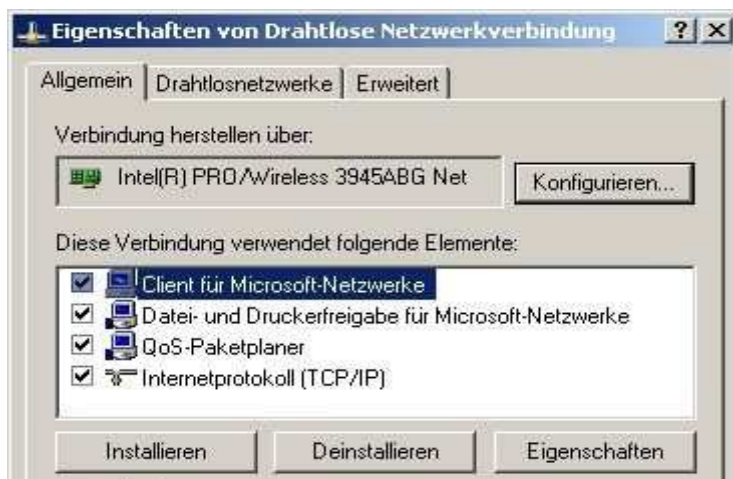 Eigenschaften von Drahtlose Netzwerkverbindung
Allgemein Drahtlosnetzwerke Erweitert
Verbindung herstellen über:
Intel(R) PRO/Wireless 3945ABG Net Konfigurieren...
Diese Verbindung verwendet folgende Elemente:
Client für Microsoft-Netzwerke
Datei- und Druckerfreigabe für Microsoft-Netzwerke
QoS-Paketplaner
Internetprotokoll (TCP/IP)
Installieren Deinstallieren Eigenschaften